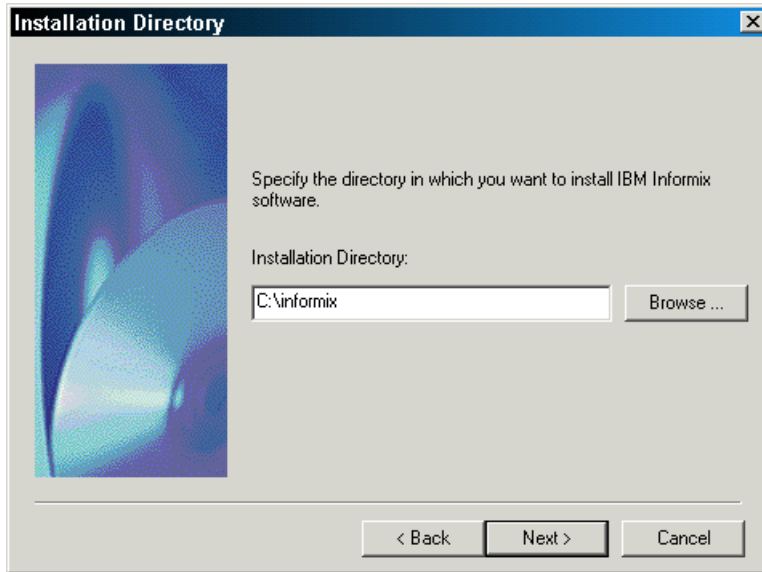 Installation Directory
Specify the directory in which you want to install IBM Informix
software.
Installation Directory:
C:\informix
Browse ...
< Back
Next >
Cancel